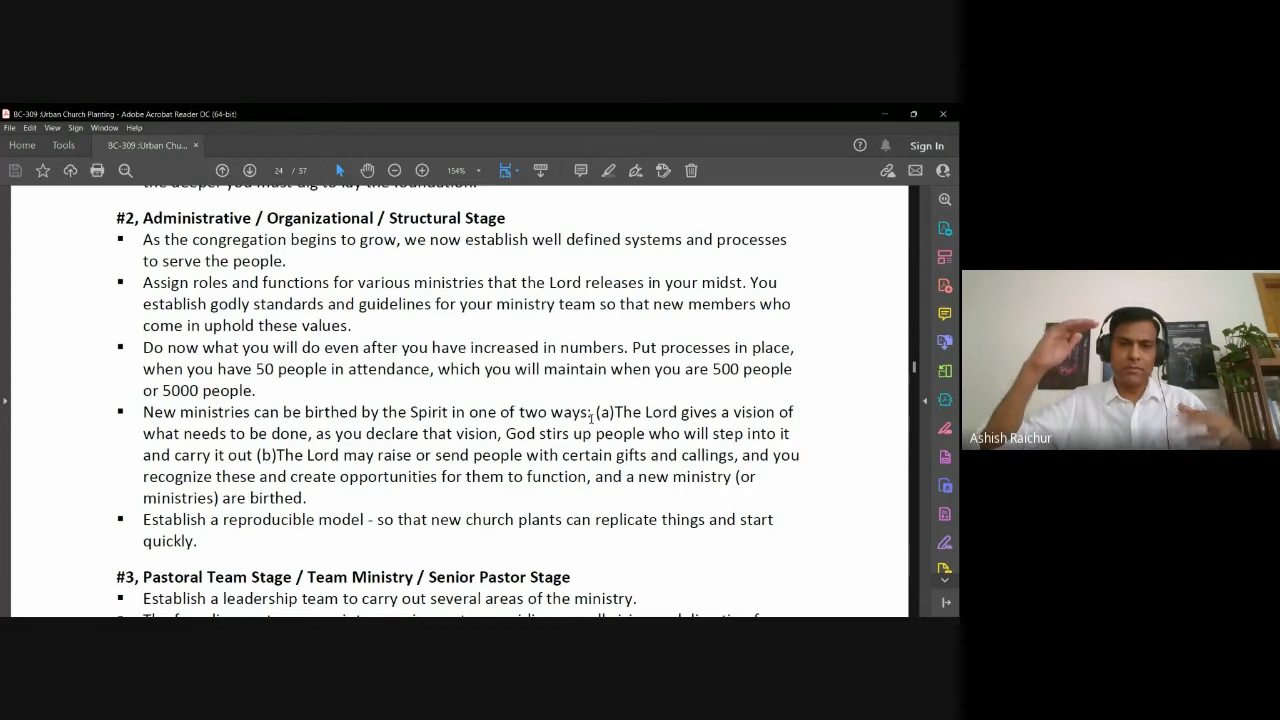 BC-309 :Urban Church Planting - Adobe Acrobat Reader DC (64-bit)
File Edit View Sign Window Help
Home Tools BC-309 :Urban Chu... × Sign In
24 / 57 154%
the deeper you must dig to lay the foundation.
#2, Administrative / Organizational / Structural Stage
▪ As the congregation begins to grow, we now establish well defined systems and processes
to serve the people.
▪ Assign roles and functions for various ministries that the Lord releases in your midst. You
establish godly standards and guidelines for your ministry team so that new members who
come in uphold these values.
▪ Do now what you will do even after you have increased in numbers. Put processes in place,
when you have 50 people in attendance, which you will maintain when you are 500 people
or 5000 people.
▪ New ministries can be birthed by the Spirit in one of two ways: (a)The Lord gives a vision of
what needs to be done, as you declare that vision, God stirs up people who will step into it
and carry it out (b)The Lord may raise or send people with certain gifts and callings, and you
recognize these and create opportunities for them to function, and a new ministry (or
ministries) are birthed.
▪ Establish a reproducible model - so that new church plants can replicate things and start
quickly.
#3, Pastoral Team Stage / Team Ministry / Senior Pastor Stage
▪ Establish a leadership team to carry out several areas of the ministry.
Ashish Raichur